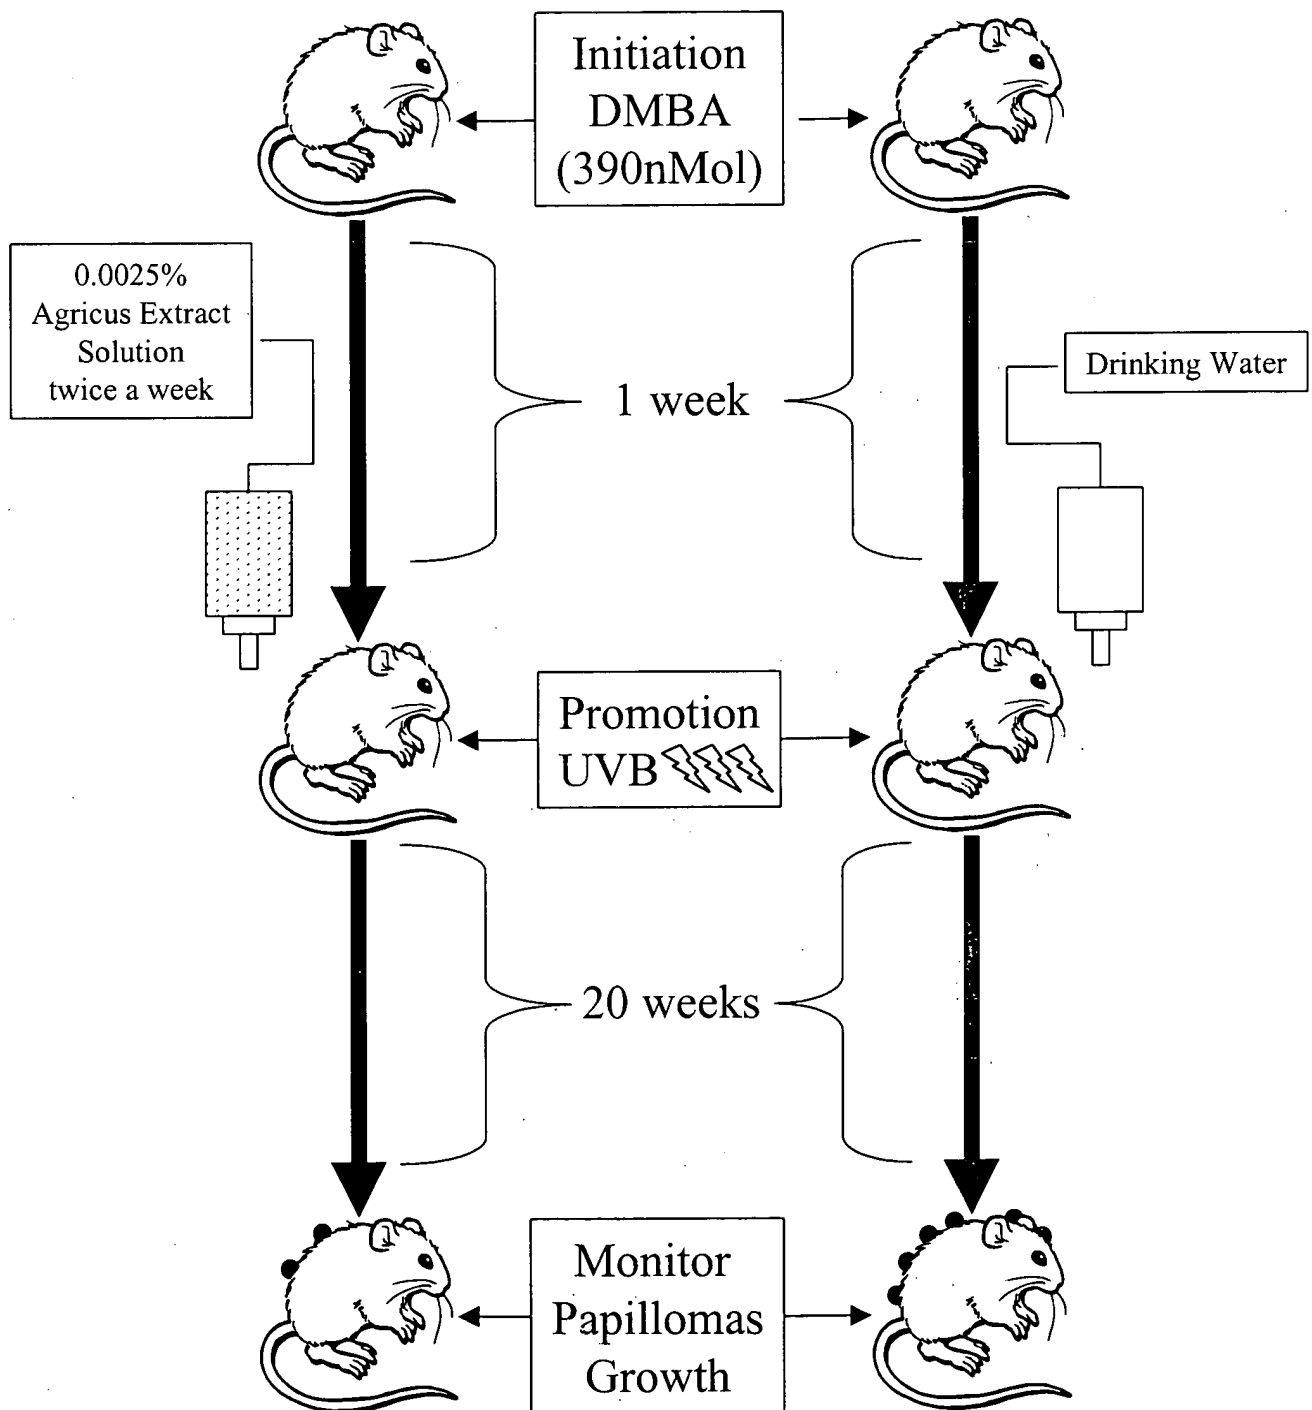 Initiation
DMBA
(390nMol)
0.0025%
Agricus Extract
Solution
twice a week
1 week
Drinking Water
Promotion
UVB
20 weeks
Monitor
Papillomas
Growth